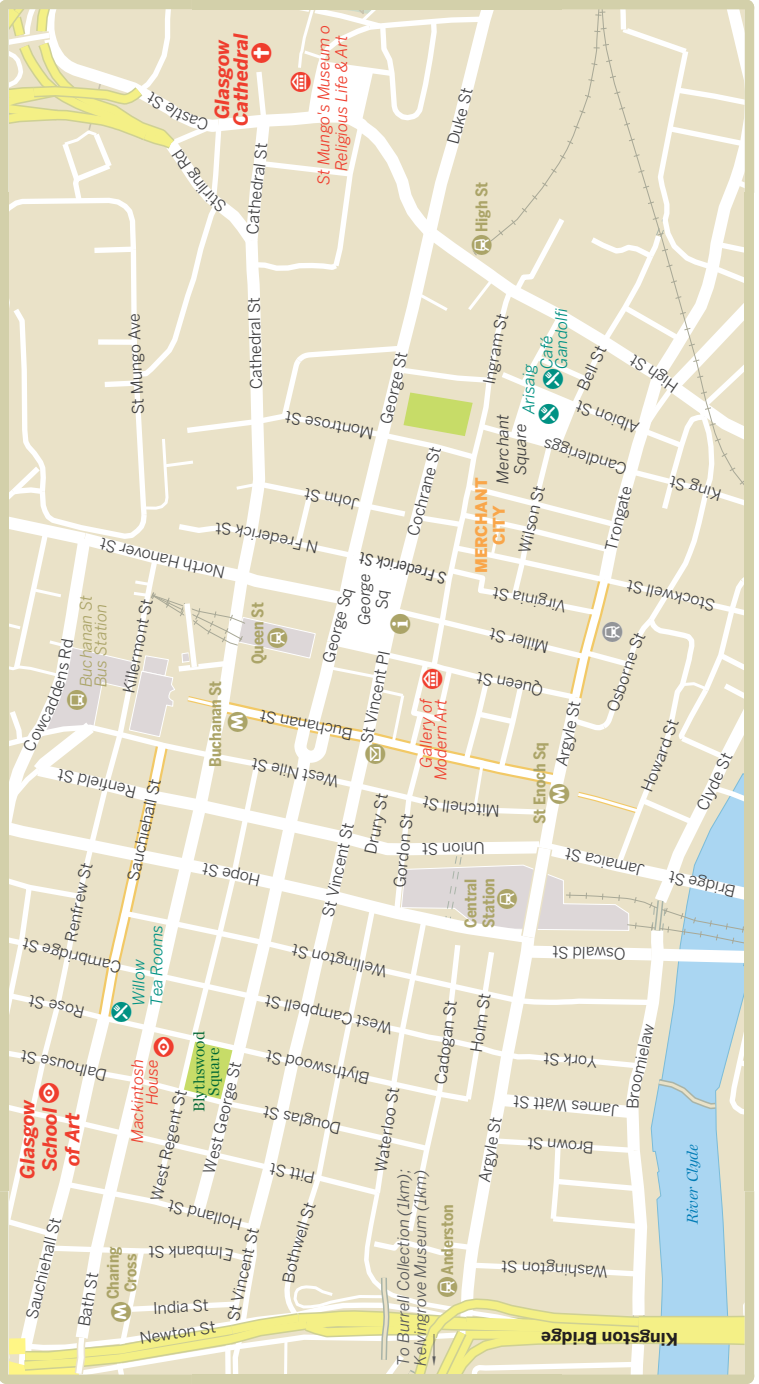 Glasgow
Cathedral
St Mungo's Museum o
Religious Life & Art
Castle St
Stirling Rd
Cathedral St
Cathedral St
Duke St
High St
St Mungo Ave
George St
Montrose St
Ingram St
Arisaig
Café
Gandolfi
Bell St
High St
Albion St
Merchant
Square
Candleriggs
King St
John St
Cochrane St
MERCHANT
CITY
Wilson St
Trongate
N Frederick St
S Frederick St
North Hanover St
George
Sq
George Sq
Virginia St
Stockwell St
Miller St
Osborne St
Queen St
Queen St
Killermont St
Buchanan St
Bus Station
Cowcaddens Rd
Buchanan St
Buchanan St
St Vincent Pl
Gallery of
Modern Art
Argyle St
St Enoch Sq
Howard St
Clyde St
West Nile St
Mitchell St
Renfield St
Sauchiehall St
Drury St
Gordon St
Union St
Jamaica St
Bridge St
Hope St
St Vincent St
Renfrew St
Cambridge St
Central
Station
Oswald St
Wellington St
Willow
Tea Rooms
Rose St
West Campbell St
Cadogan St
Holm St
York St
Broomielaw
Dalhouse St
Mackintosh
House
Blythswood
Square
Blythswood St
Glasgow
School
of Art
West Regent St
West George St
Douglas St
Waterloo St
James Watt St
Brown St
Argyle St
Pitt St
Holland St
Elmbank St
Sauchiehall St
Bath St
Charing
Cross
India St
Newton St
St Vincent St
Bothwell St
To Burrell Collection (1km);
Kelvingrove Museum (1km)
Anderston
Washington St
River Clyde
Kingston Bridge